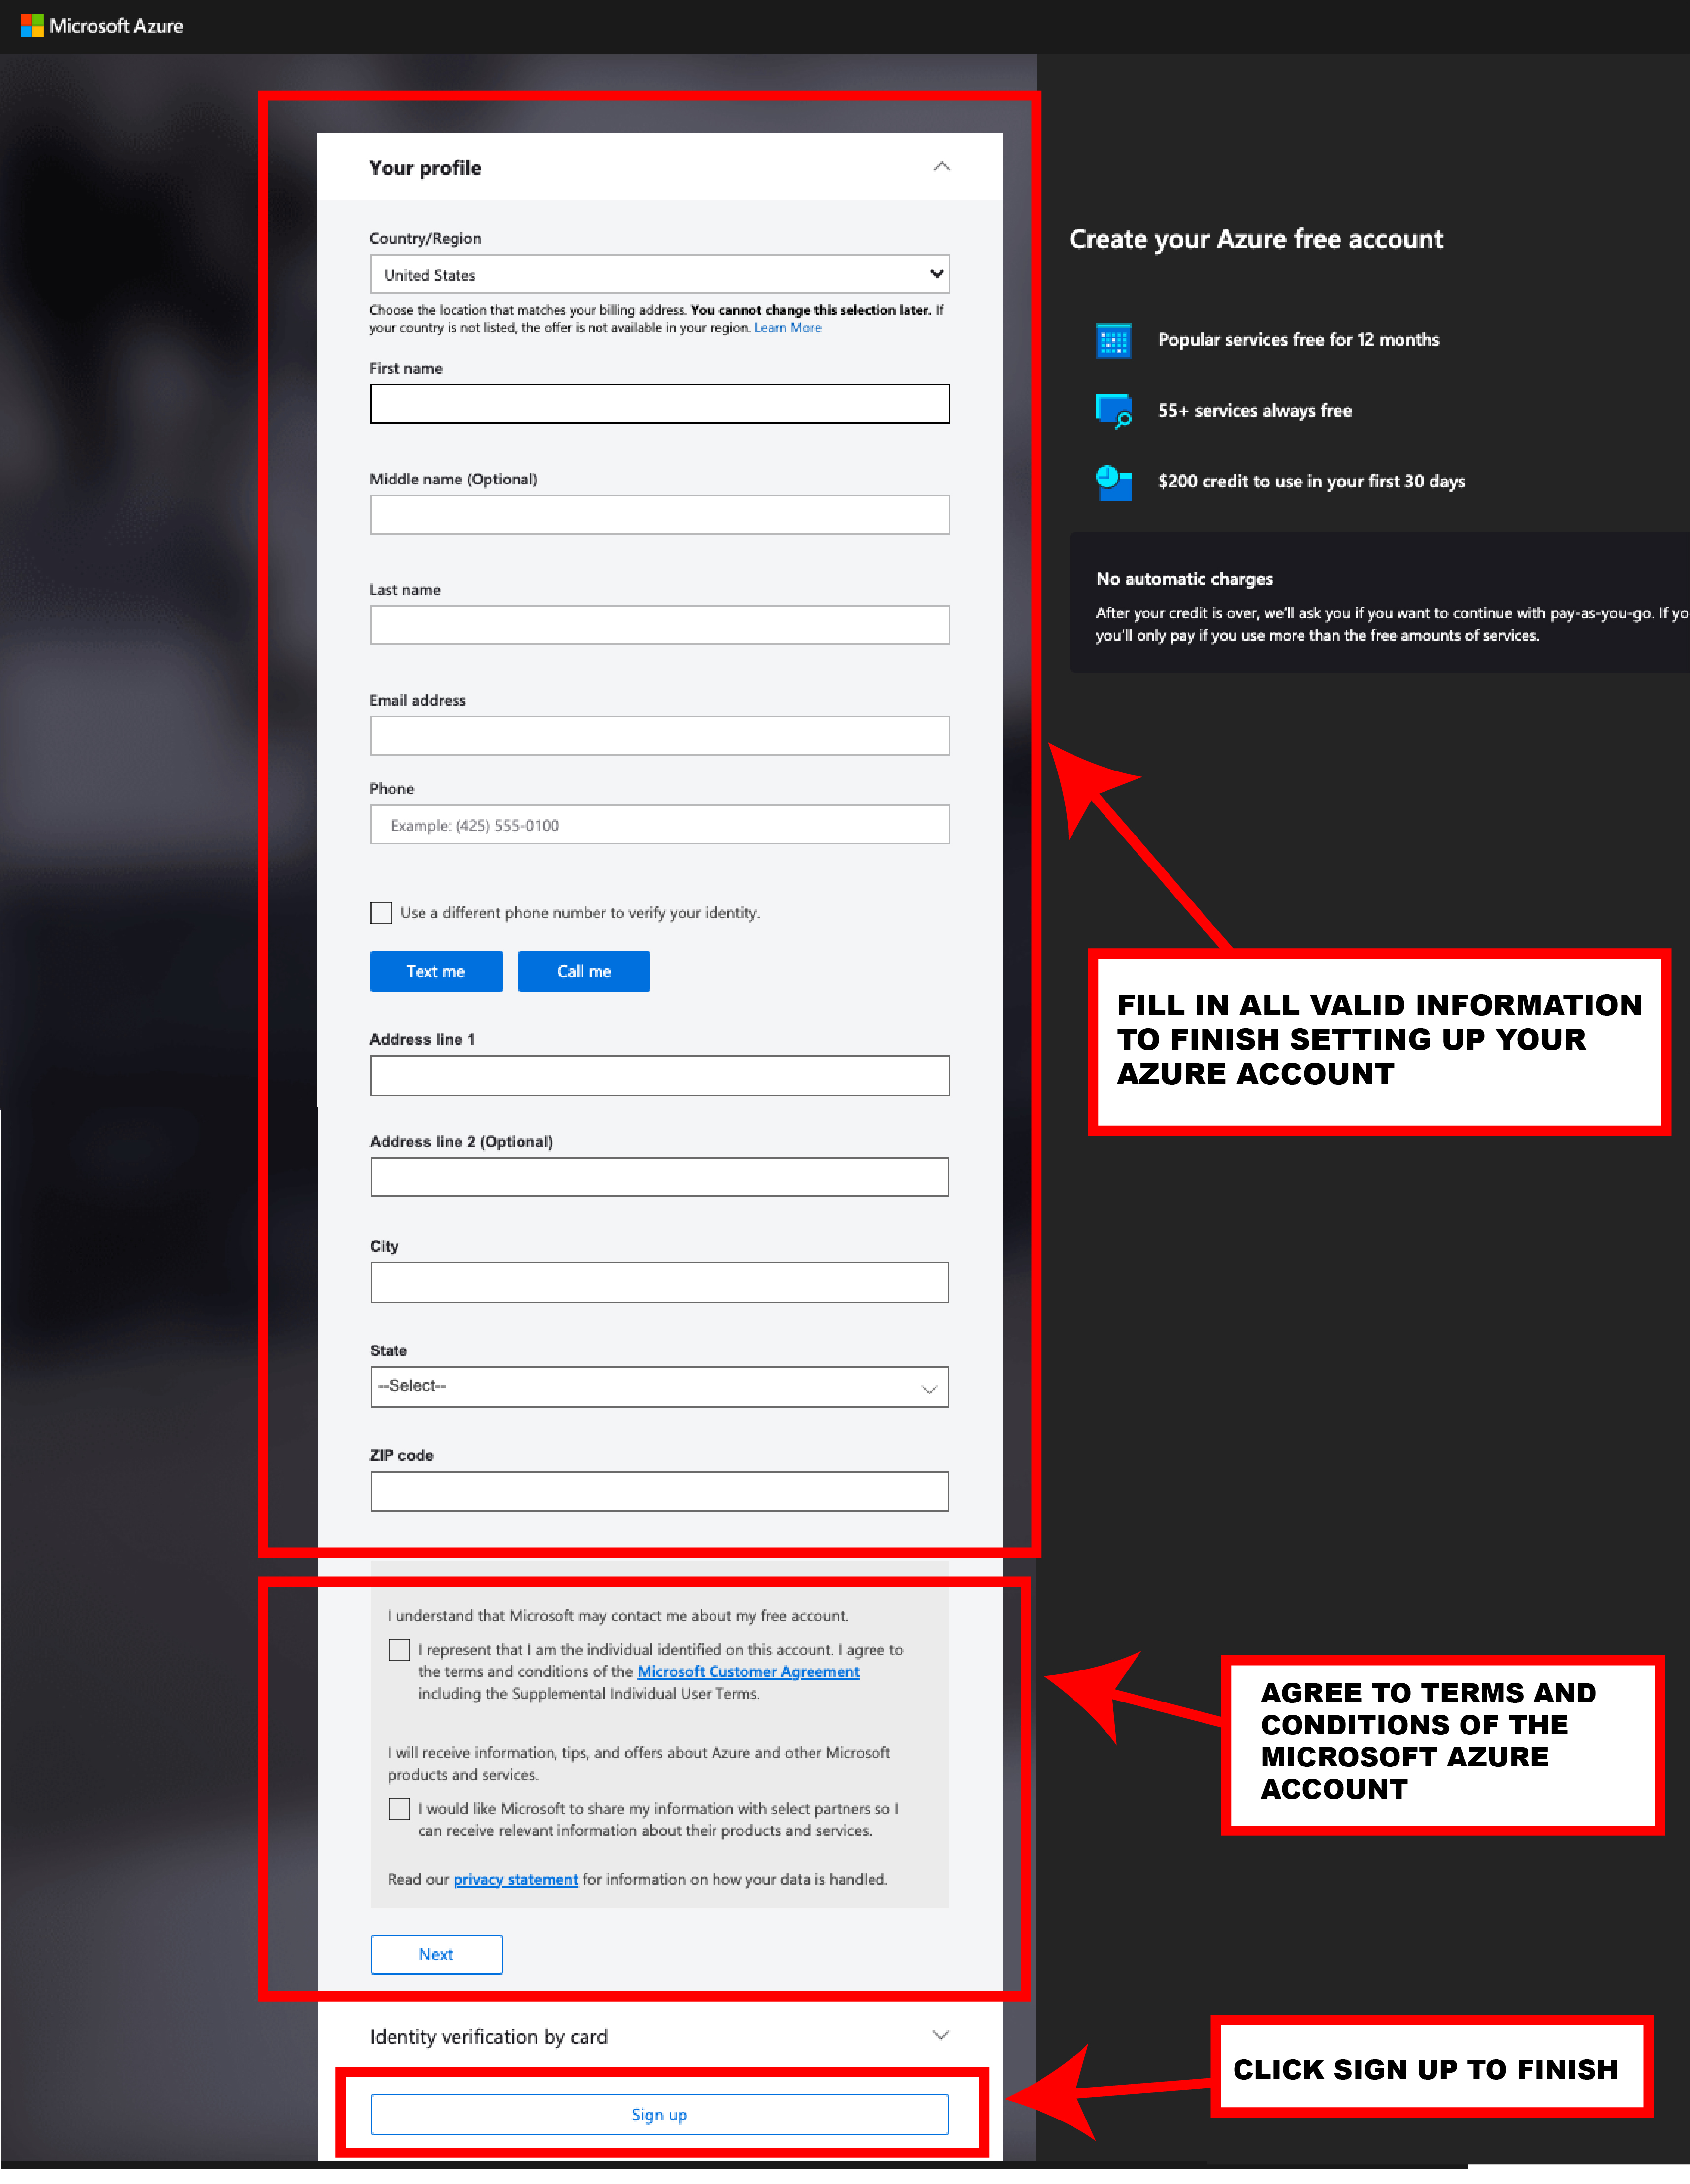 Microsoft Azure
Your profile
Country/Region
United States
Choose the location that matches your billing address. You cannot change this selection later. If
your country is not listed, the offer is not available in your region. Learn More
First name
Middle name (Optional)
Last name
Email address
Phone
Example: (425) 555-0100
Use a different phone number to verify your identity.
Text me
Call me
Address line 1
Address line 2 (Optional)
City
State
--Select--
ZIP code
I understand that Microsoft may contact me about my free account.
I represent that I am the individual identified on this account. I agree to
the terms and conditions of the Microsoft Customer Agreement
including the Supplemental Individual User Terms.
I will receive information, tips, and offers about Azure and other Microsoft
products and services.
I would like Microsoft to share my information with select partners so I
can receive relevant information about their products and services.
Read our privacy statement for information on how your data is handled.
Next
Identity verification by card
Sign up
Create your Azure free account
Popular services free for 12 months
55+ services always free
$200 credit to use in your first 30 days
No automatic charges
After your credit is over, we'll ask you if you want to continue with pay-as-you-go. If yo
you'll only pay if you use more than the free amounts of services.
FILL IN ALL VALID INFORMATION
TO FINISH SETTING UP YOUR
AZURE ACCOUNT
AGREE TO TERMS AND
CONDITIONS OF THE
MICROSOFT AZURE
ACCOUNT
CLICK SIGN UP TO FINISH